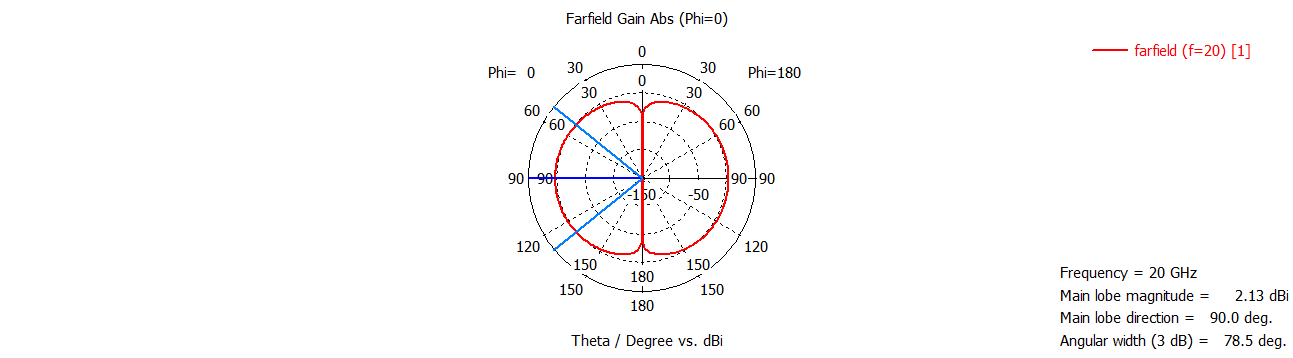 Farfield Gain Abs (Phi=0)
farfield (f=20) [1]
0
Phi= 0
30
30
Phi=180
0
30
30
60
60
60
60
90
90
90
90
-150
-50
120
120
150
150
180
150
150
180
Frequency = 20 GHz
Main lobe magnitude = 2.13 dBi
Main lobe direction = 90.0 deg.
Angular width (3 dB) = 78.5 deg.
Theta / Degree vs. dBi